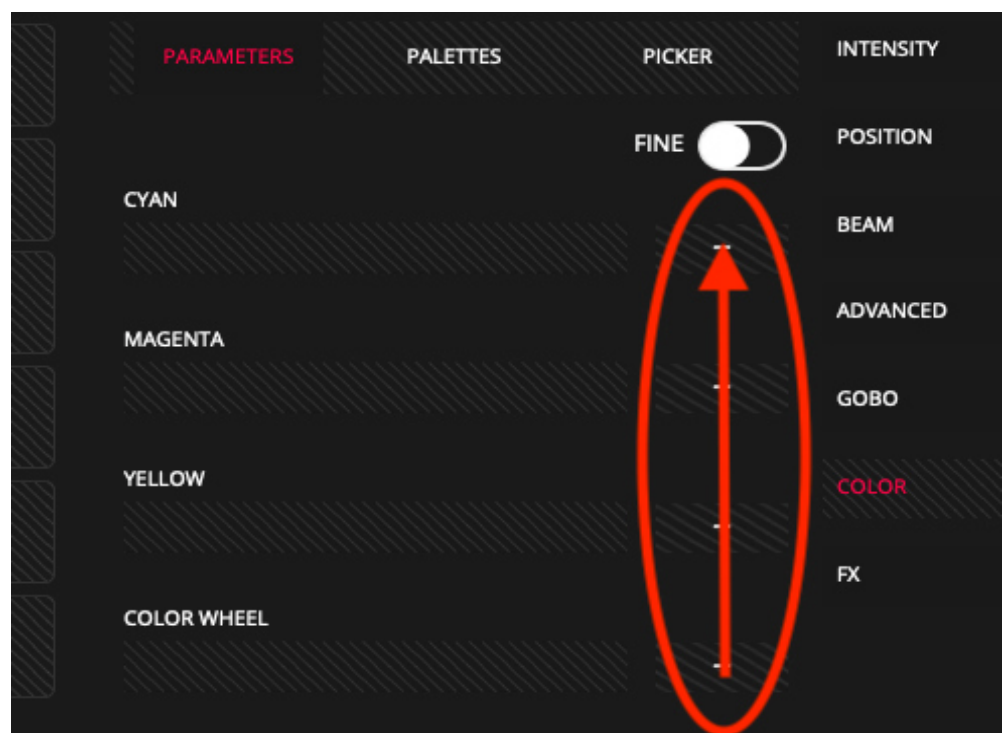 PARAMETERS PALETTES PICKER
FINE
CYAN
-
MAGENTA
-
YELLOW
-
COLOR WHEEL
-
INTENSITY
POSITION
BEAM
ADVANCED
GOBO
COLOR
FX